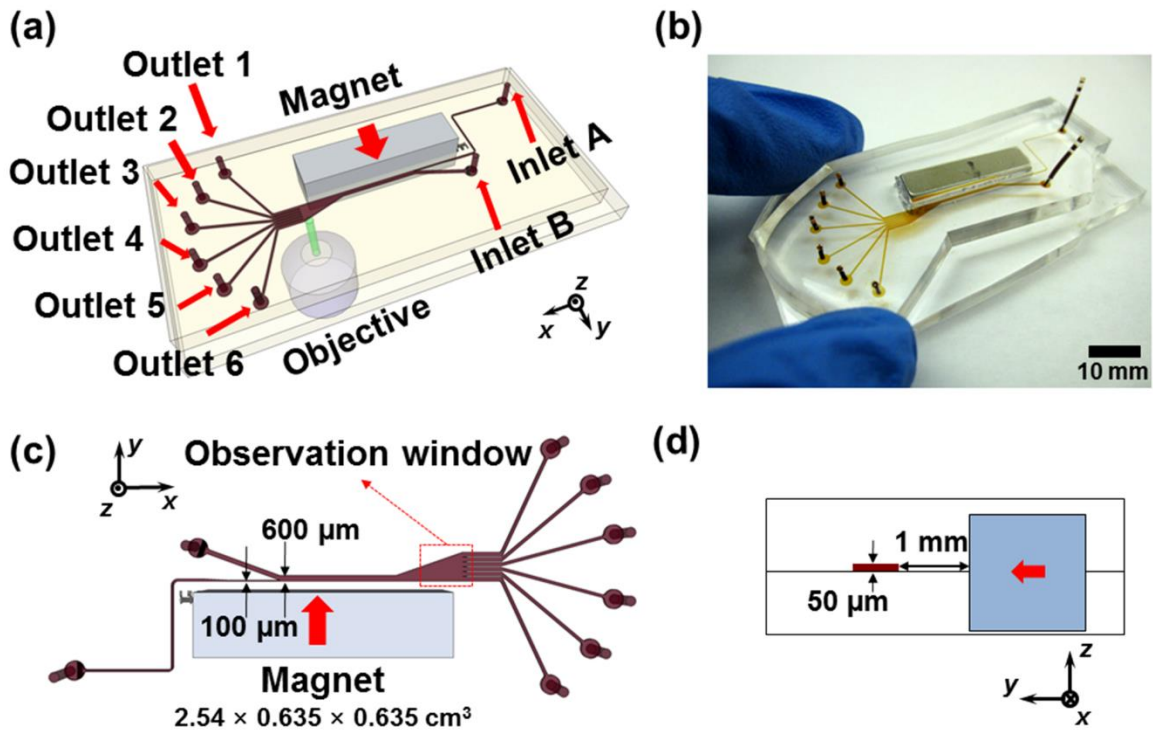 (a)
Outlet 1
Outlet 2
Outlet 3
Outlet 4
Outlet 5
Outlet 6
Magnet
Inlet A
Inlet B
Objective
z
x
y
(b)
10 mm
(c)
y
z
x
Observation window
600 µm
100 µm
Magnet
2.54 × 0.635 × 0.635 cm³
(d)
1 mm
50 µm
z
y
x